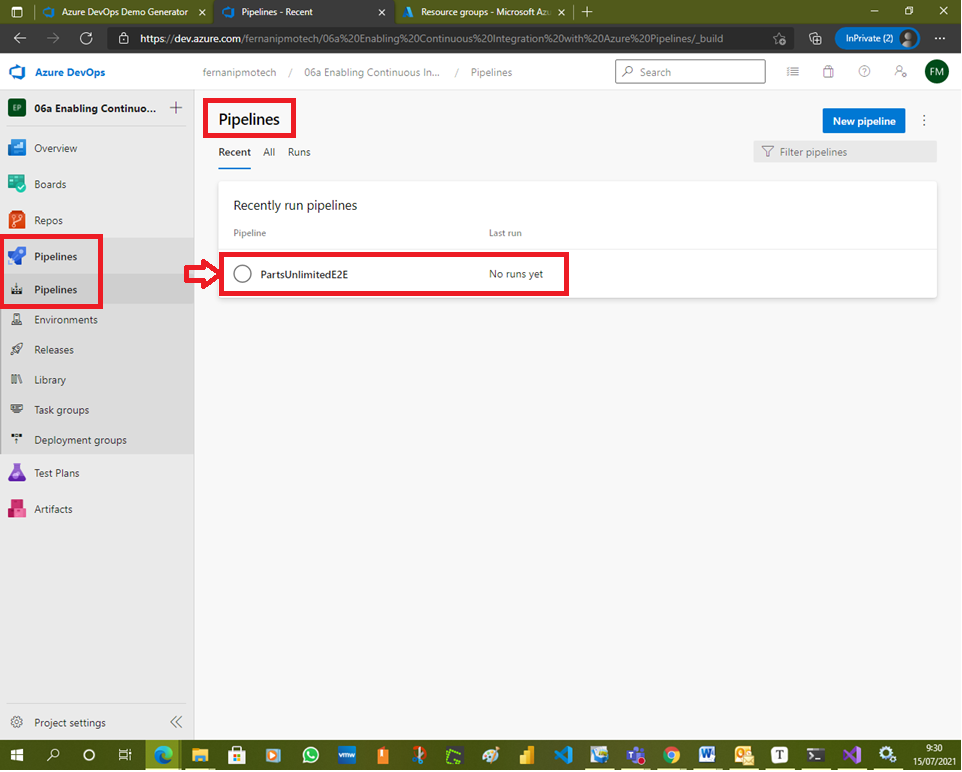 Azure DevOps Demo Generator
Pipelines - Recent
Resource groups - Microsoft Azu
https://dev.azure.com/fernanipmotech/06a%20Enabling%20Continuous%20Integration%20with%20Azure%20Pipelines/_build
InPrivate (2)
Azure DevOps
fernanipmotech / 06a Enabling Continuous In... / Pipelines
Search
FM
EP
06a Enabling Continuo...
Overview
Boards
Repos
Pipelines
Pipelines
Environments
Releases
Library
Task groups
Deployment groups
Test Plans
Artifacts
Project settings
Pipelines
New pipeline
Recent All Runs
Filter pipelines
Recently run pipelines
Pipeline Last run
PartsUnlimitedE2E No runs yet
vmw
9:30
15/07/2021